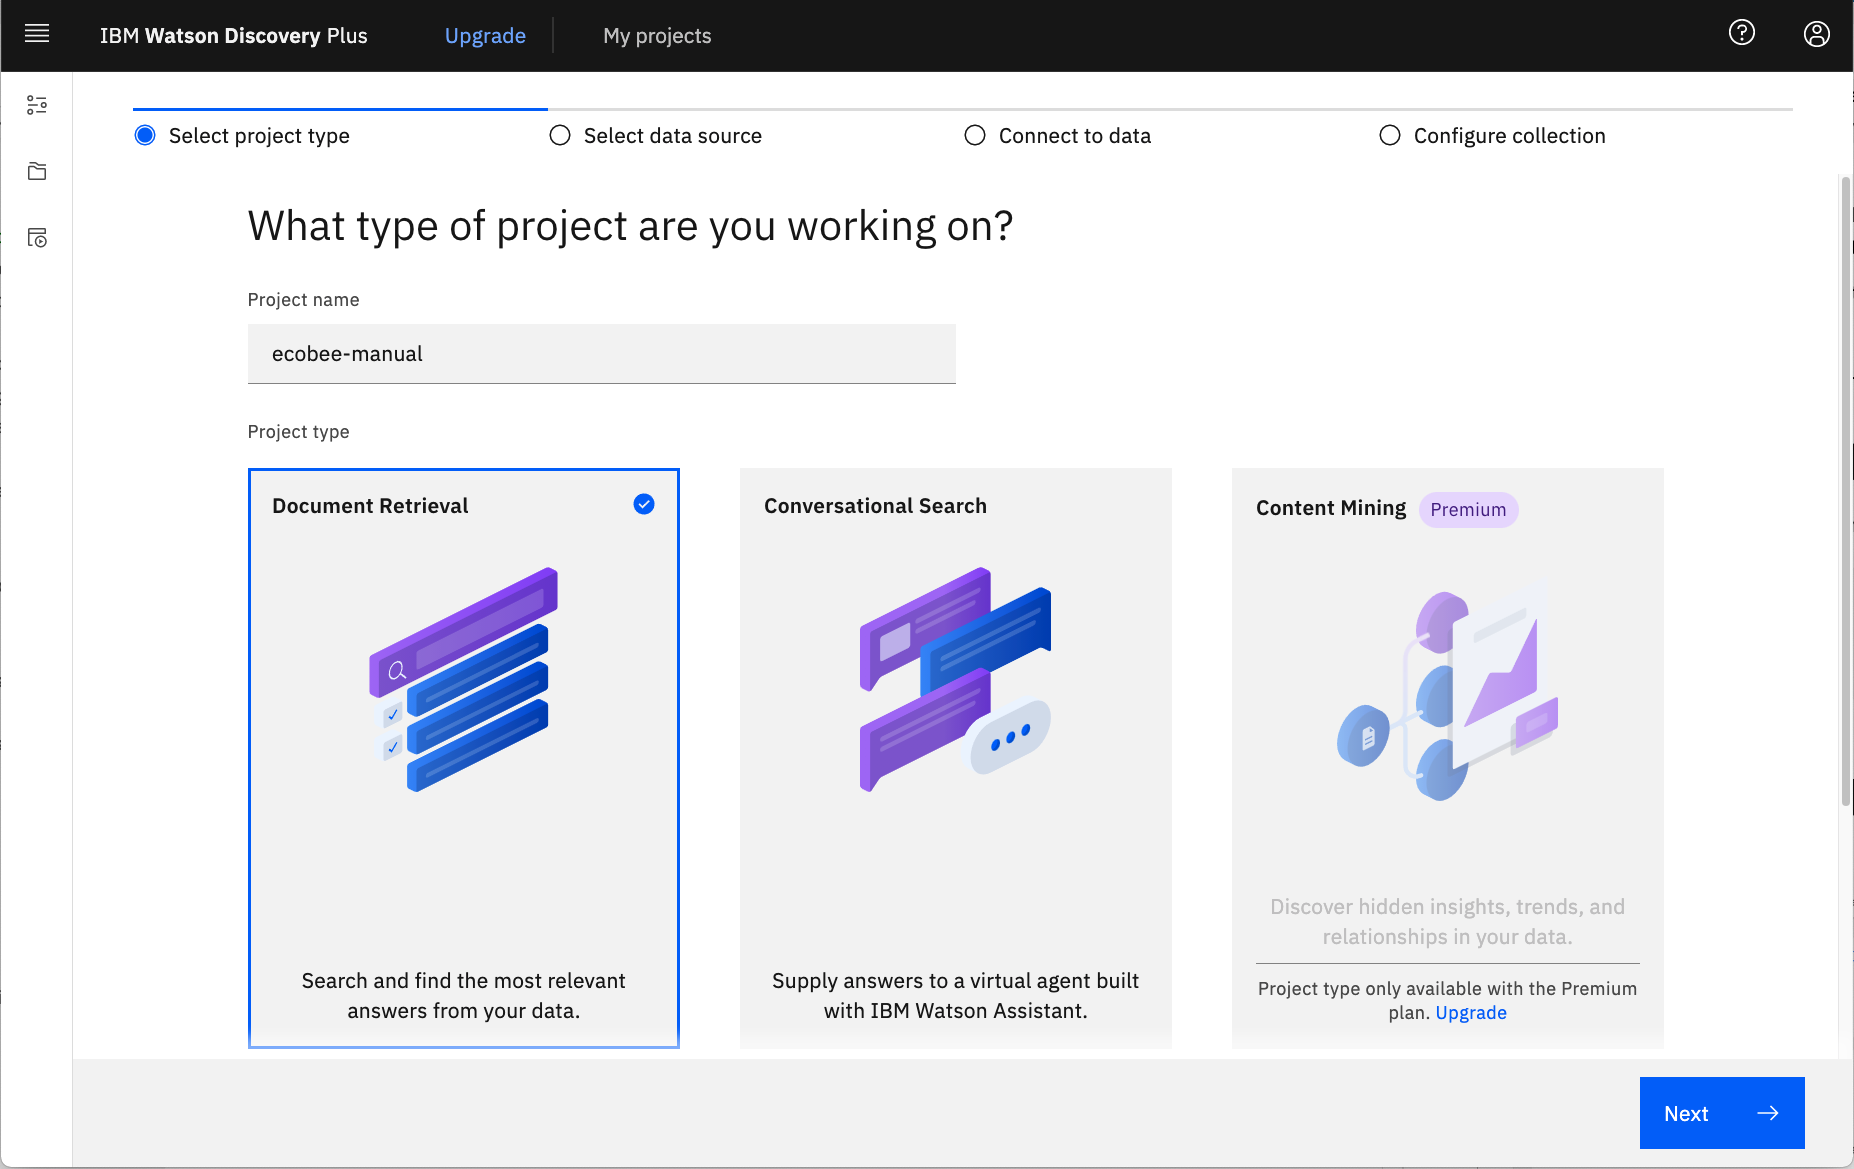 IBM Watson Discovery Plus
Upgrade
My projects
Select project type
Select data source
Connect to data
Configure collection
What type of project are you working on?
Project name
ecobee-manual
Project type
Document Retrieval
Search and find the most relevant
answers from your data.
Conversational Search
Supply answers to a virtual agent built
with IBM Watson Assistant.
Content Mining Premium
Discover hidden insights, trends, and
relationships in your data.
Project type only available with the Premium
plan. Upgrade
Next